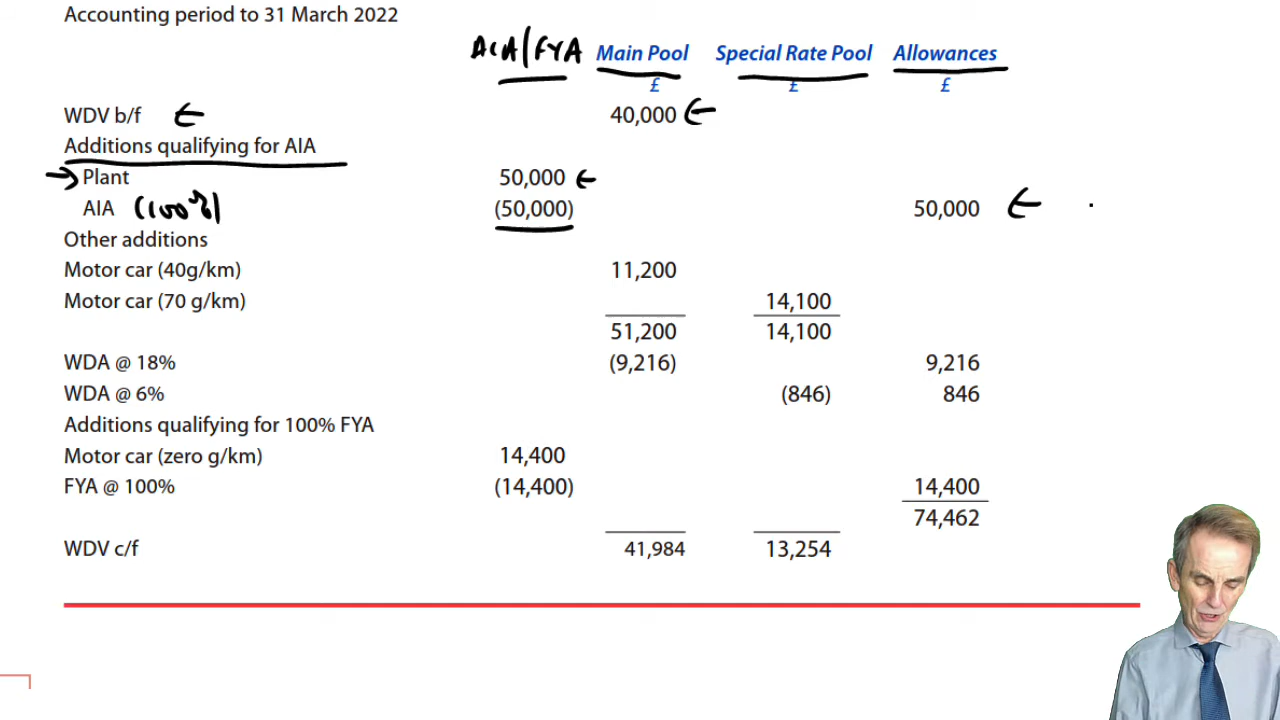 Accounting period to 31 March 2022
AIA/FYA Main Pool Special Rate Pool Allowances
£ £ £
WDV b/f 40,000
Additions qualifying for AIA
Plant 50,000
AIA (100%) (50,000) 50,000
Other additions
Motor car (40g/km) 11,200
Motor car (70 g/km) 14,100
51,200 14,100
WDA @ 18% (9,216) 9,216
WDA @ 6% (846) 846
Additions qualifying for 100% FYA
Motor car (zero g/km) 14,400
FYA @ 100% (14,400) 14,400
74,462
WDV c/f 41,984 13,254